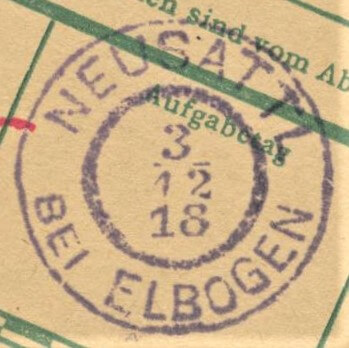 en sind vom Ab
Aufgabetag
NEUSATTL
3
12
18
BEI ELBOGEN